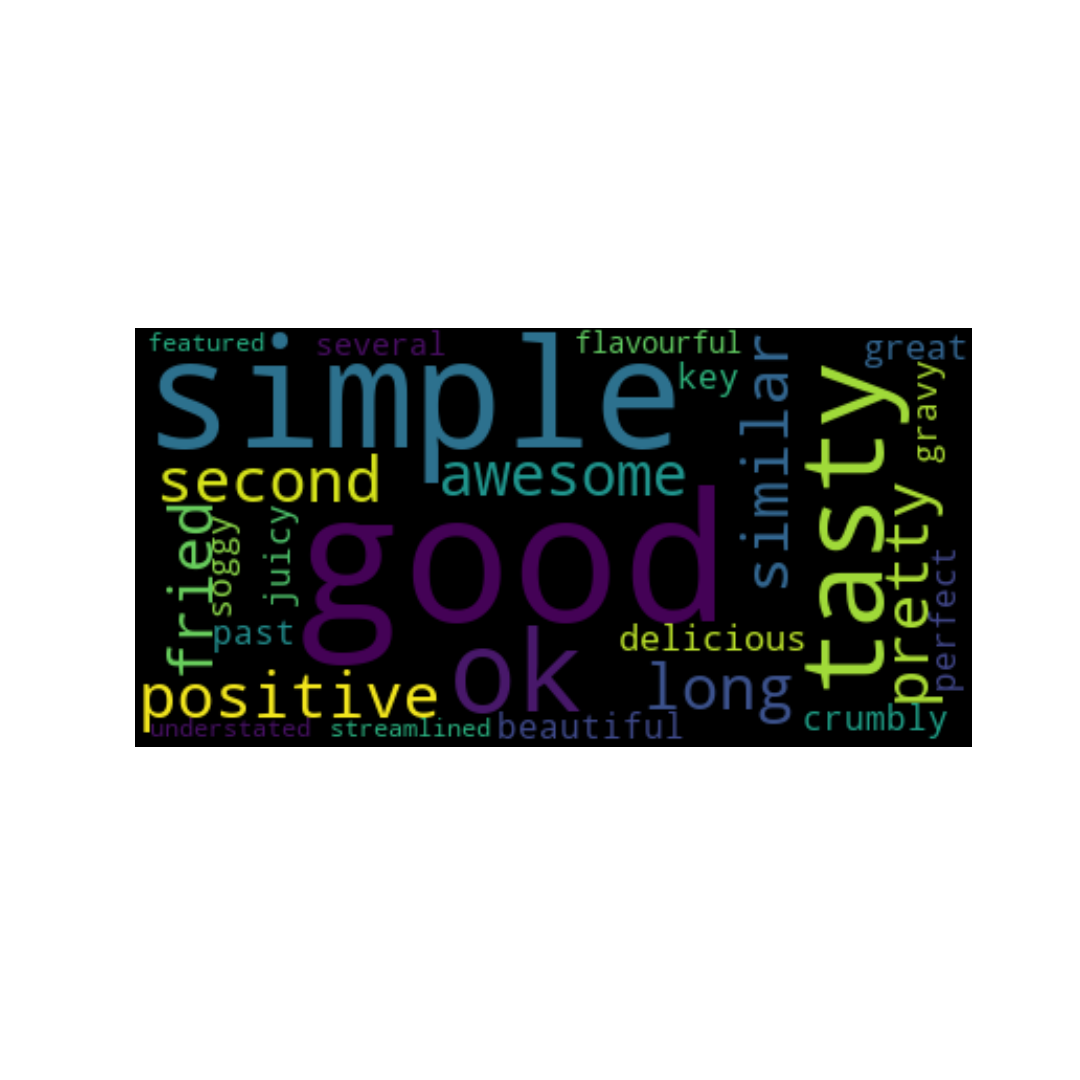 featured
several
flavourful
great
simple
key
similar
gravy
tasty
second
awesome
fried
soggy
juicy
good
pretty
perfect
past
delicious
ok
positive
long
crumbly
understated
streamlined
beautiful